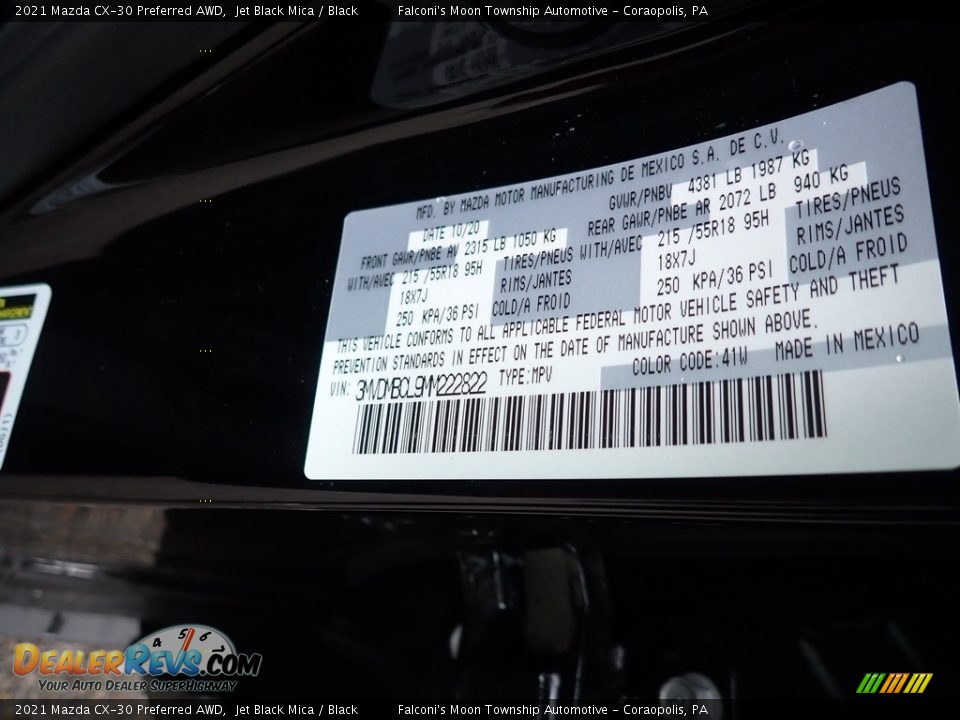 2021 Mazda CX-30 Preferred AWD, Jet Black Mica / Black Falconi's Moon Township Automotive - Coraopolis, PA
MFD. BY MAZDA MOTOR MANUFACTURING DE MEXICO S.A. DE C.V.
DATE 10/20 GVWR/PNBV 4381 LB 1987 KG
FRONT GAWR/PNBE AV 2315 LB 1050 KG REAR GAWR/PNBE AR 2072 LB 940 KG
WITH/AVEC 215 /55R18 95H TIRES/PNEUS WITH/AVEC 215 /55R18 95H TIRES/PNEUS
18X7J RIMS/JANTES 18X7J RIMS/JANTES
250 KPA/36 PSI COLD/A FROID 250 KPA/36 PSI COLD/A FROID
THIS VEHICLE CONFORMS TO ALL APPLICABLE FEDERAL MOTOR VEHICLE SAFETY AND THEFT
PREVENTION STANDARDS IN EFFECT ON THE DATE OF MANUFACTURE SHOWN ABOVE.
VIN: 3MVDMBCL9MM222822 TYPE:MPV COLOR CODE:41W MADE IN MEXICO
4 5 6
DEALERREVS.COM
YOUR AUTO DEALER SUPERHIGHWAY
2021 Mazda CX-30 Preferred AWD, Jet Black Mica / Black Falconi's Moon Township Automotive - Coraopolis, PA